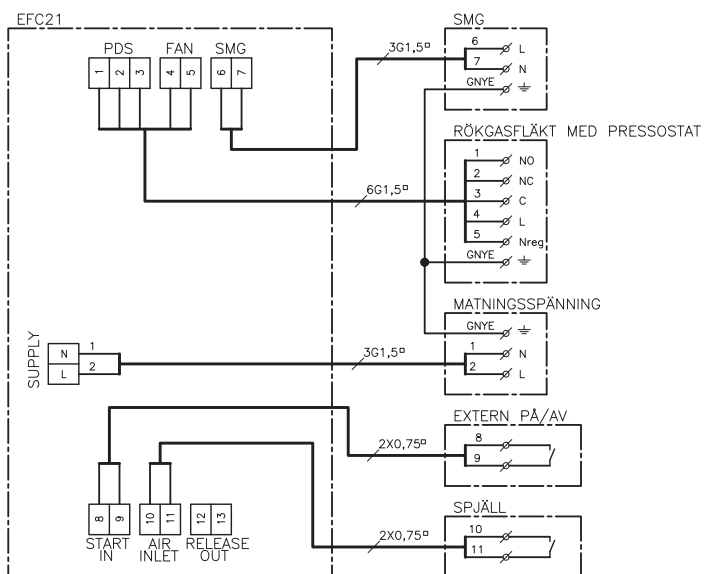 EFC21
PDS FAN SMG
1 2 3 4 5 6 7
3G1,5¤
SMG
6 L
7 N
GNYE
RÖKGASFLÄKT MED PRESSOSTAT
1 NO
2 NC
3 C
4 L
5 Nreg
GNYE
6G1,5¤
MATNINGSSPÄNNING
GNYE
1 N
2 L
3G1,5¤
SUPPLY
N 1
L 2
EXTERN PÅ/AV
8
9
2X0,75¤
SPJÄLL
10
11
2X0,75¤
8 9 10 11 12 13
START AIR RELEASE
IN INLET OUT